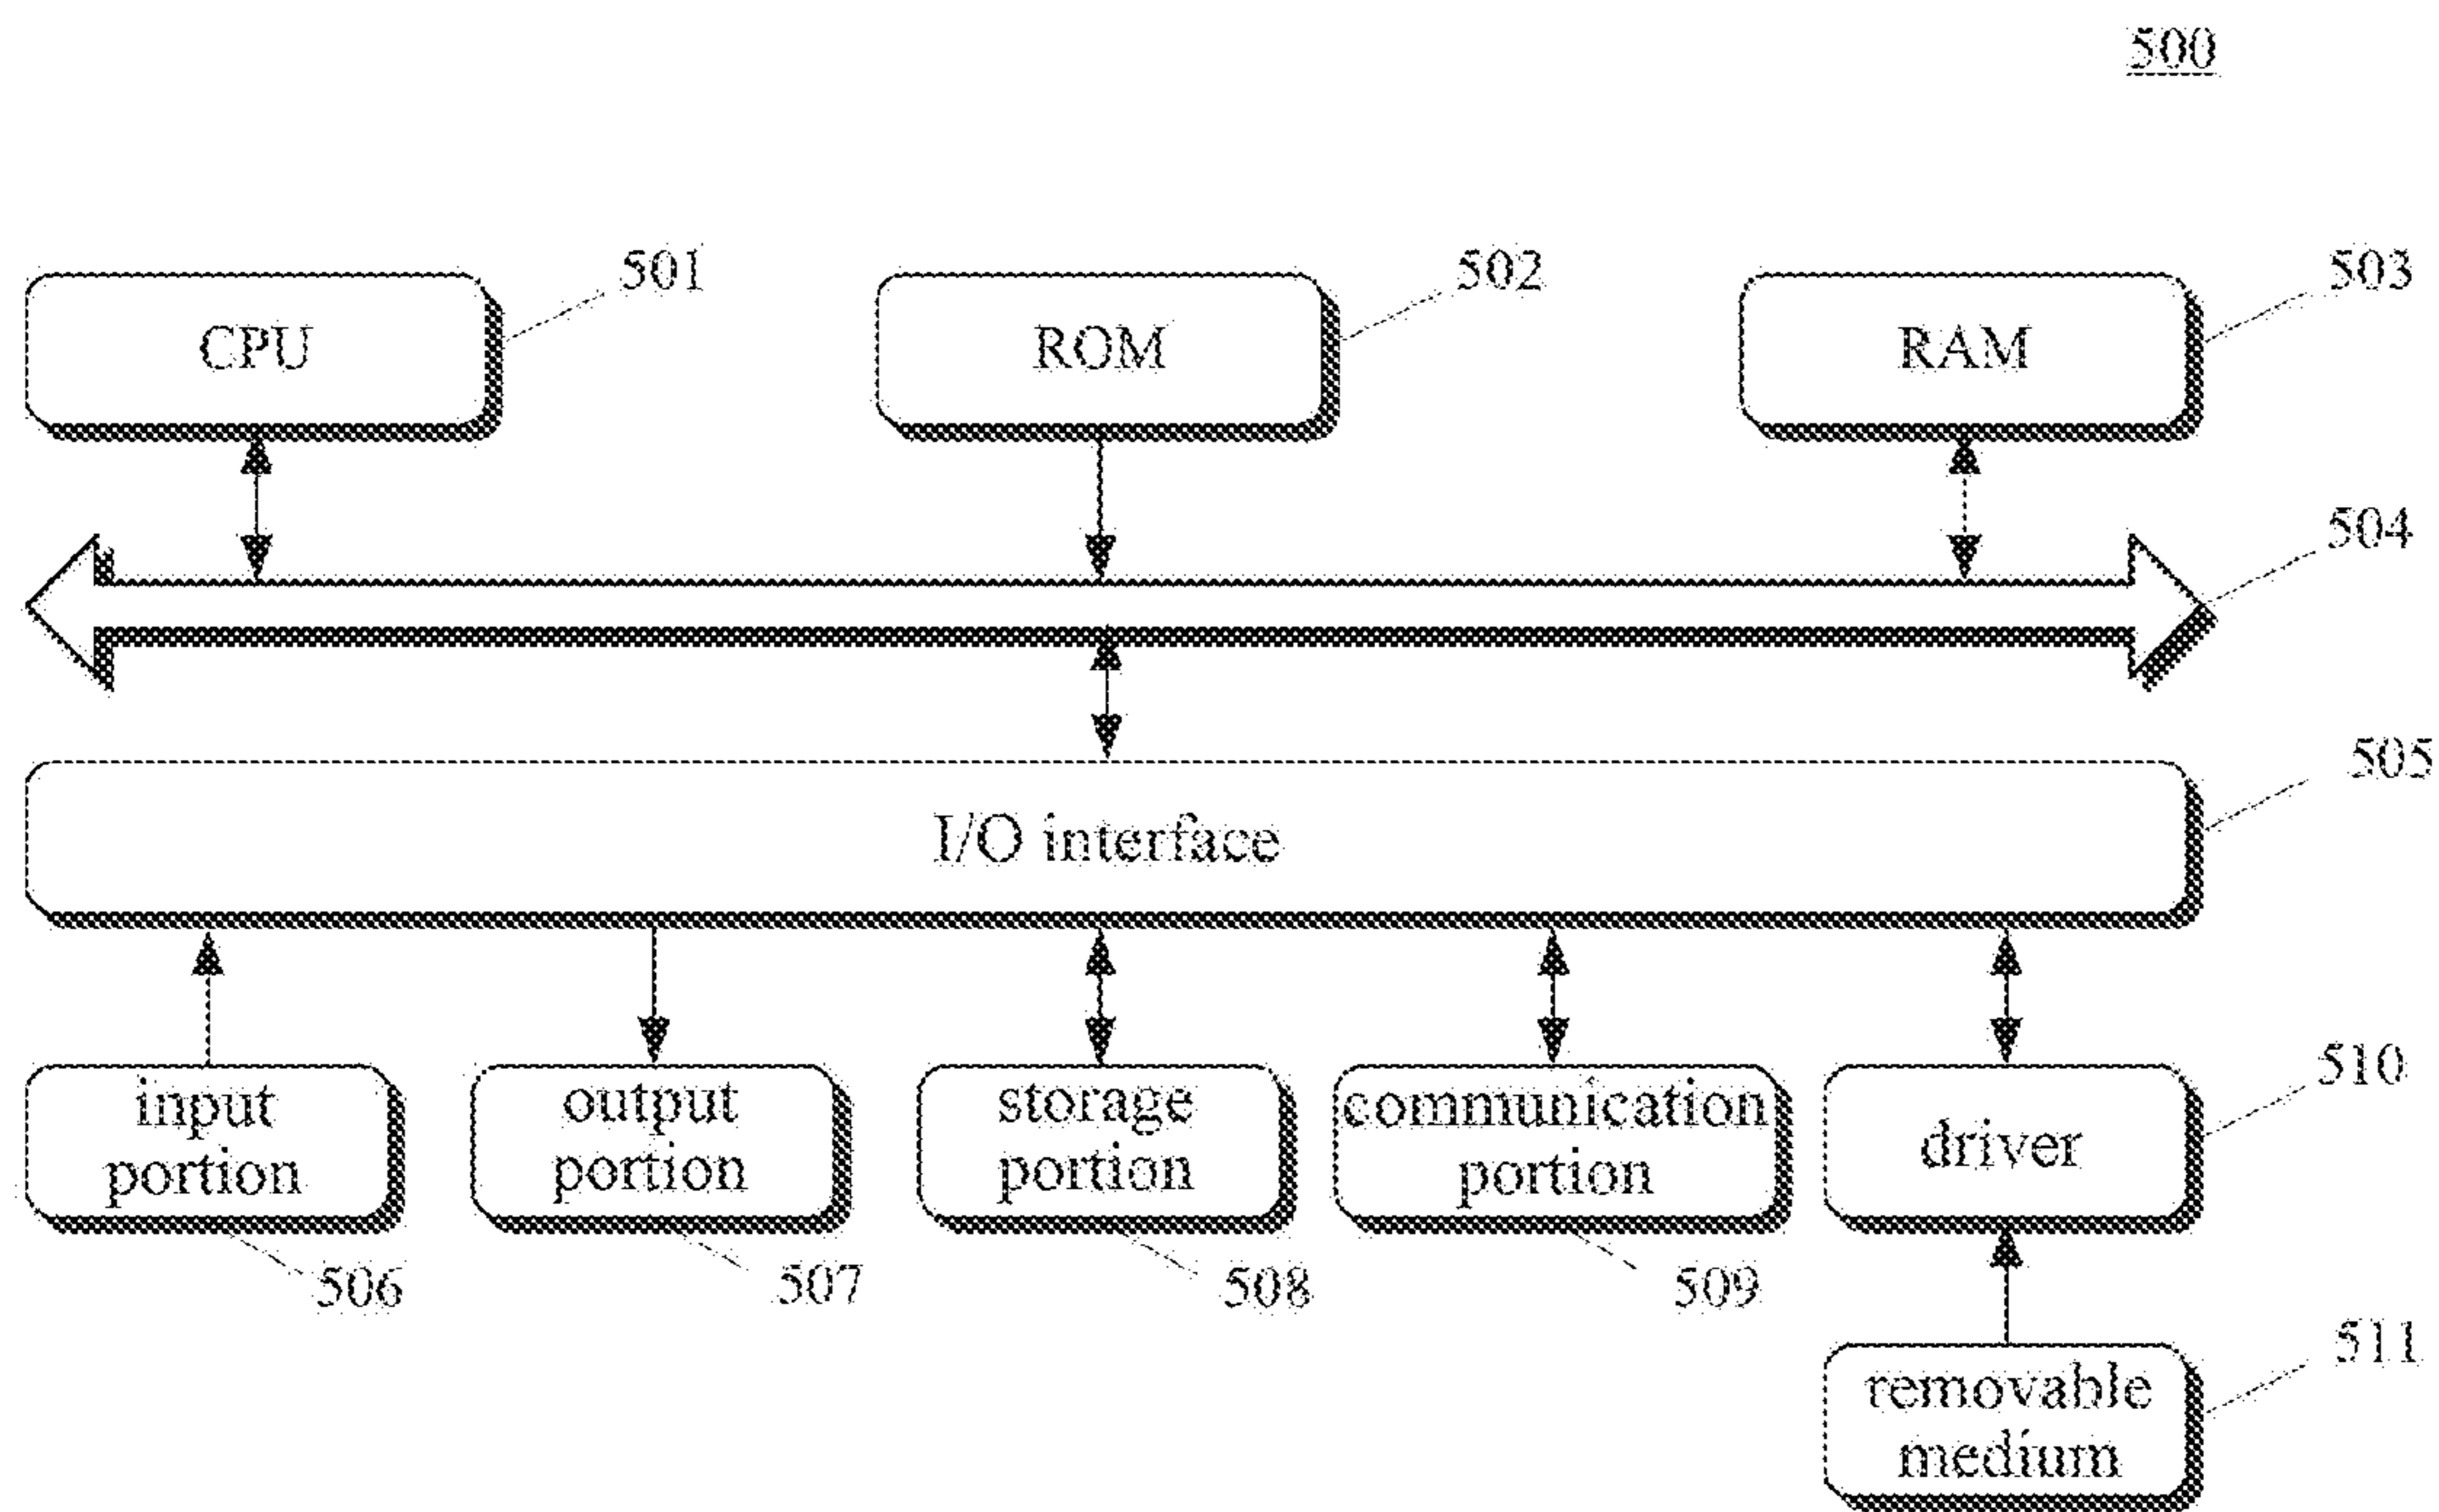 500
501
502
503
CPU
ROM
RAM
504
505
I/O interface
input
portion
output
portion
storage
portion
communication
portion
driver
510
506
507
508
509
511
removable
medium